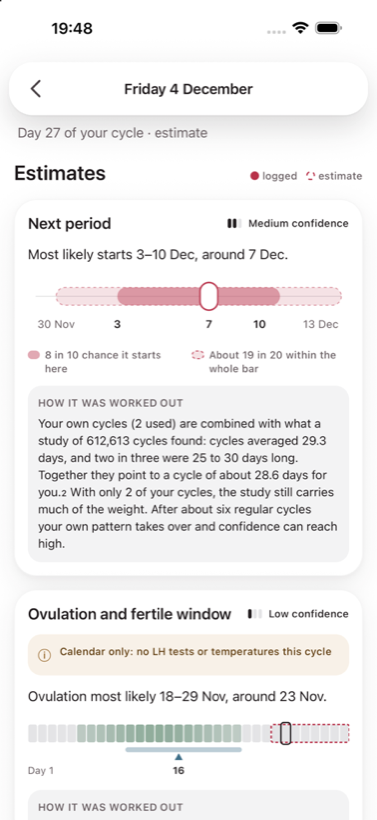 19:48
Friday 4 December
Day 27 of your cycle · estimate
Estimates
logged
estimate
Next period
Medium confidence
Most likely starts 3–10 Dec, around 7 Dec.
30 Nov 3 7 10 13 Dec
8 in 10 chance it starts
here
About 19 in 20 within the
whole bar
HOW IT WAS WORKED OUT
Your own cycles (2 used) are combined with what a
study of 612,613 cycles found: cycles averaged 29.3
days, and two in three were 25 to 30 days long.
Together they point to a cycle of about 28.6 days for
you.2 With only 2 of your cycles, the study still carries
much of the weight. After about six regular cycles
your own pattern takes over and confidence can reach
high.
Ovulation and fertile window
Low confidence
Calendar only: no LH tests or temperatures this cycle
Ovulation most likely 18–29 Nov, around 23 Nov.
Day 1 16
HOW IT WAS WORKED OUT